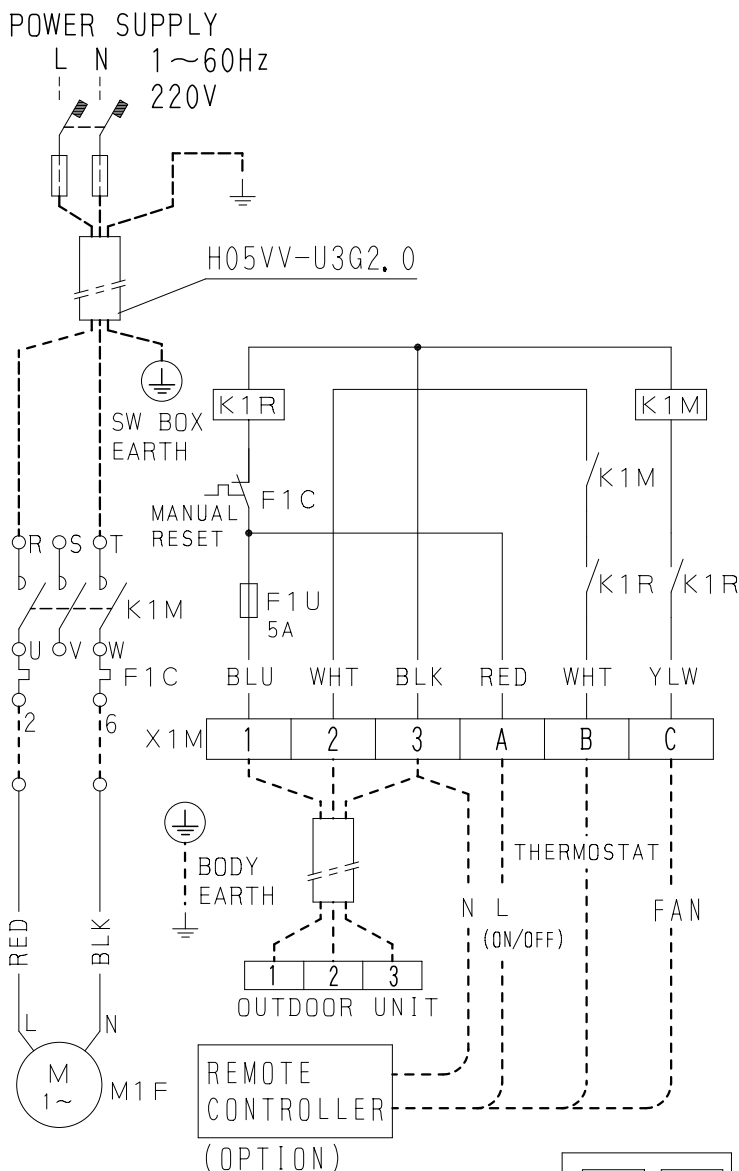 POWER SUPPLY
L N 1~60Hz
220V
H05VV-U3G2.0
SW BOX
EARTH
K1R
K1M
MANUAL
RESET
F1C
K1M
R S T
K1M
F1U
5A
K1R
K1R
U V W
F1C
BLU WHT BLK RED WHT YLW
2 6
X1M 1 2 3 A B C
BODY
EARTH
THERMOSTAT
N L
(ON/OFF)
FAN
RED
BLK
1 2 3
OUTDOOR UNIT
L N
M
1~
M1F
REMOTE
CONTROLLER
(OPTION)